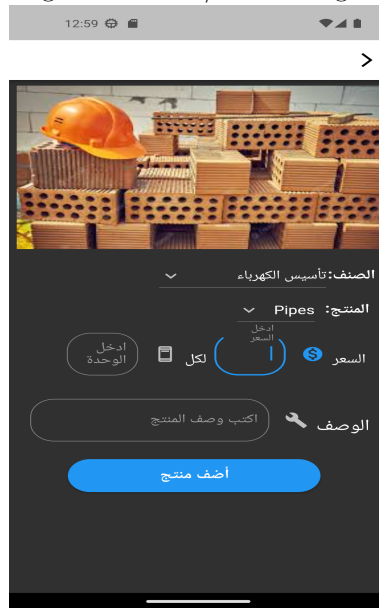 12:59
الصنف:تأسيس الكهرباء
المنتج: Pipes
ادخل السعر
السعر
لكل
ادخل الوحدة
الوصف
اكتب وصف المنتج
أضف منتج